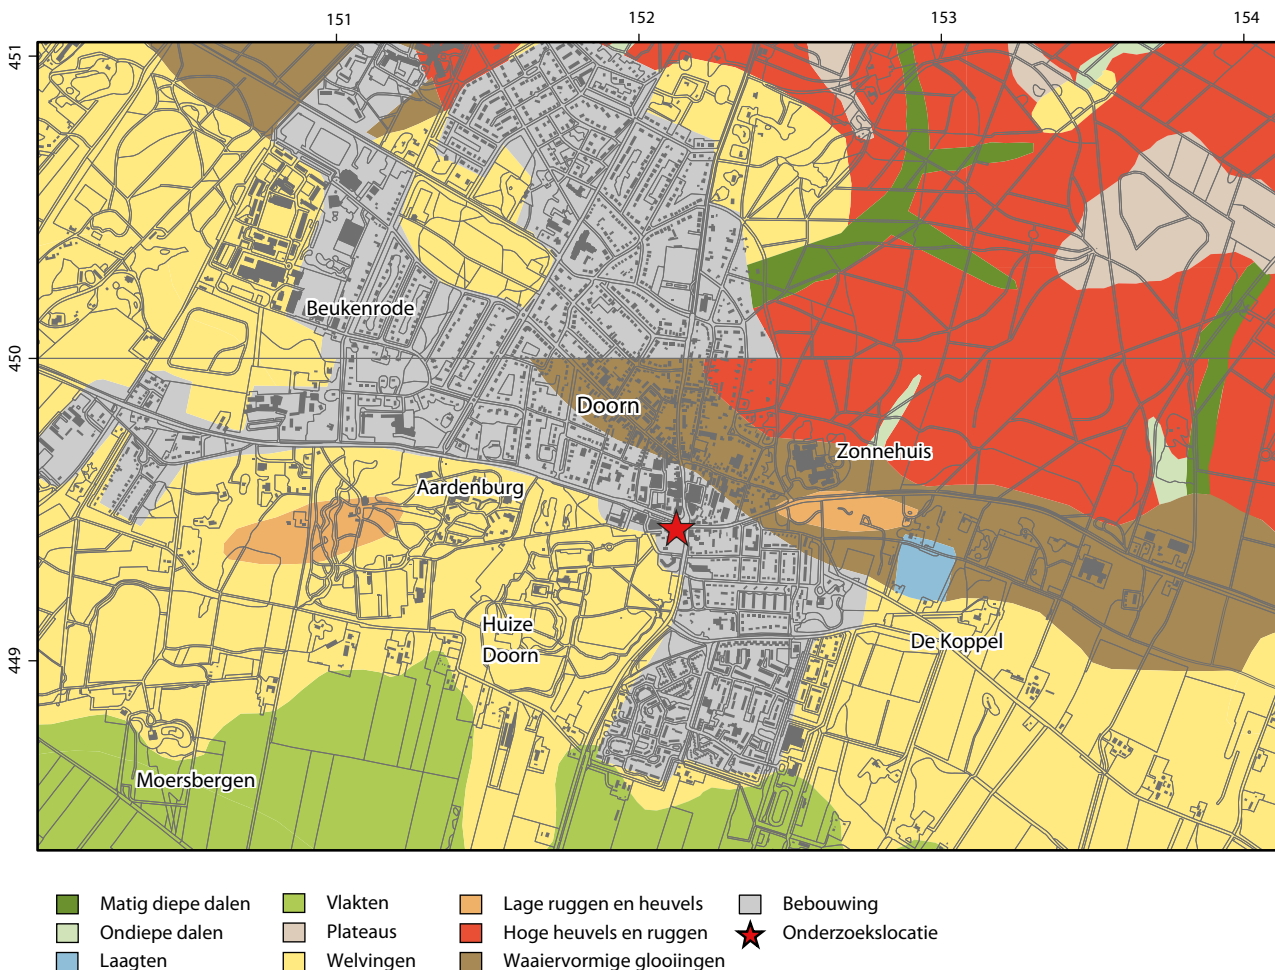 151
152
153
154
451
450
449
Beukenrode
Doorn
Zonnehuis
Aardenburg
Huize
Doorn
De Koppel
Moersbergen
Matig diepe dalen
Ondiepe dalen
Laagten
Vlakten
Plateaus
Welvingen
Lage ruggen en heuvels
Hoge heuvels en ruggen
Waaiervormige glooiingen
Bebouwing
Onderzoekslocatie